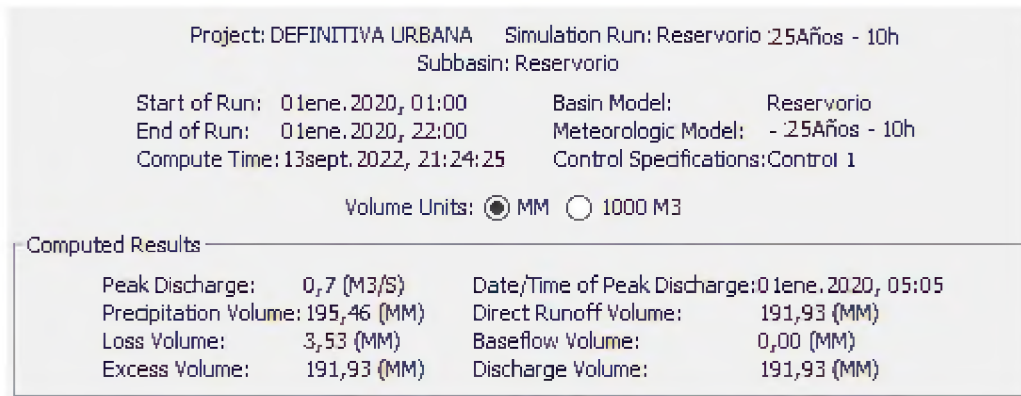 Project: DEFINITIVA URBANA Simulation Run: Reservorio :25Años - 10h
Subbasin: Reservorio
Start of Run: 01ene.2020, 01:00 Basin Model: Reservorio
End of Run: 01ene.2020, 22:00 Meteorologic Model: - :25Años - 10h
Compute Time: 13sept.2022, 21:24:25 Control Specifications: Control 1
Volume Units: MM 1000 M3
Computed Results
Peak Discharge: 0,7 (M3/S) Date/Time of Peak Discharge: 01ene.2020, 05:05
Precipitation Volume: 195,46 (MM) Direct Runoff Volume: 191,93 (MM)
Loss Volume: 3,53 (MM) Baseflow Volume: 0,00 (MM)
Excess Volume: 191,93 (MM) Discharge Volume: 191,93 (MM)